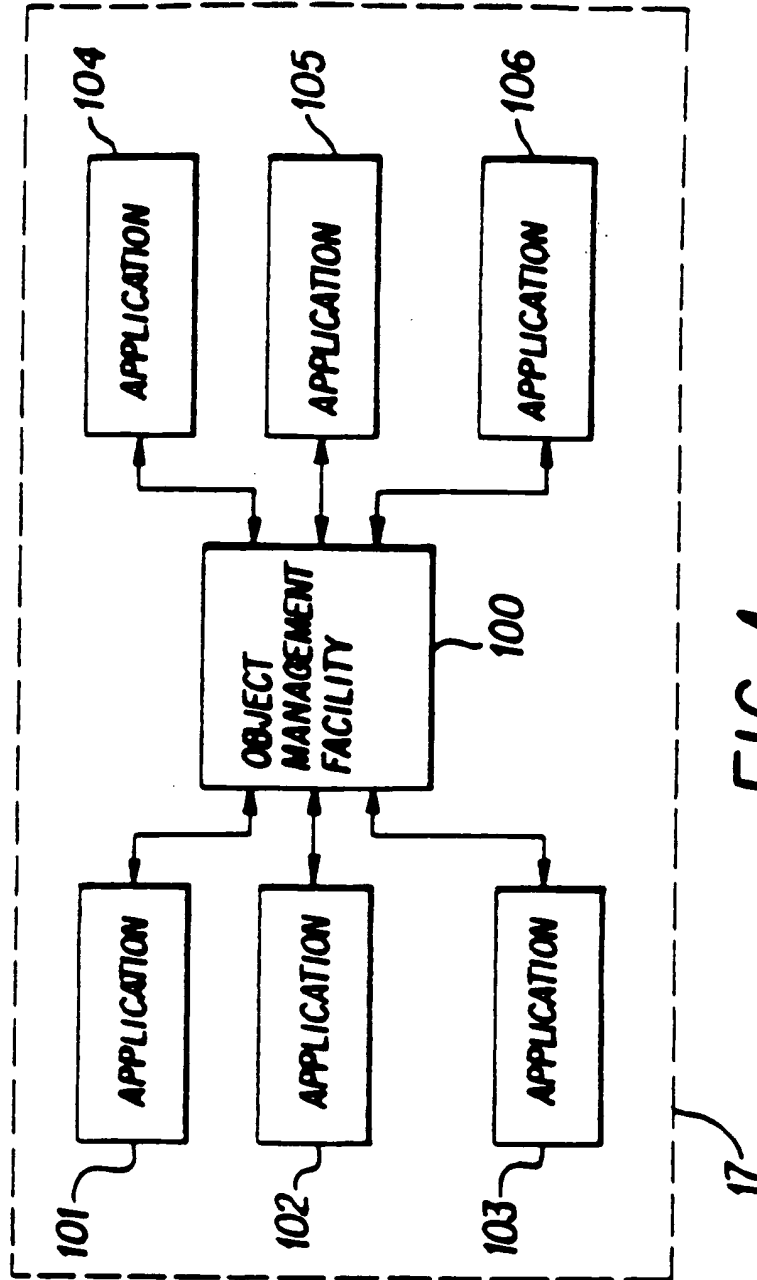 101
APPLICATION
104
APPLICATION
102
APPLICATION
OBJECT
MANAGEMENT
FACILITY
100
105
APPLICATION
103
APPLICATION
106
APPLICATION
17